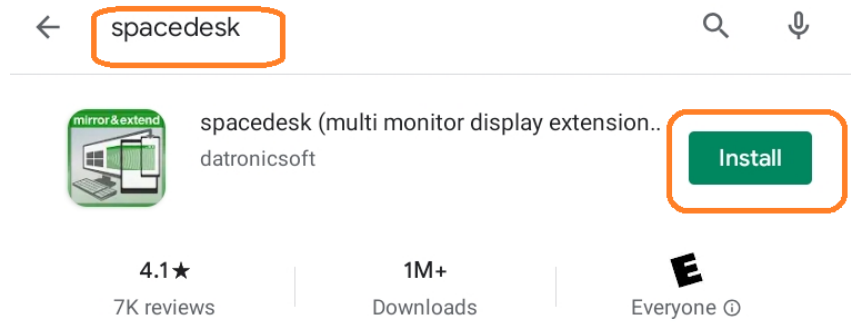 spacedesk
mirror&extend
spacedesk (multi monitor display extension..
datronicsoft
Install
4.1★
1M+
E
7K reviews
Downloads
Everyone